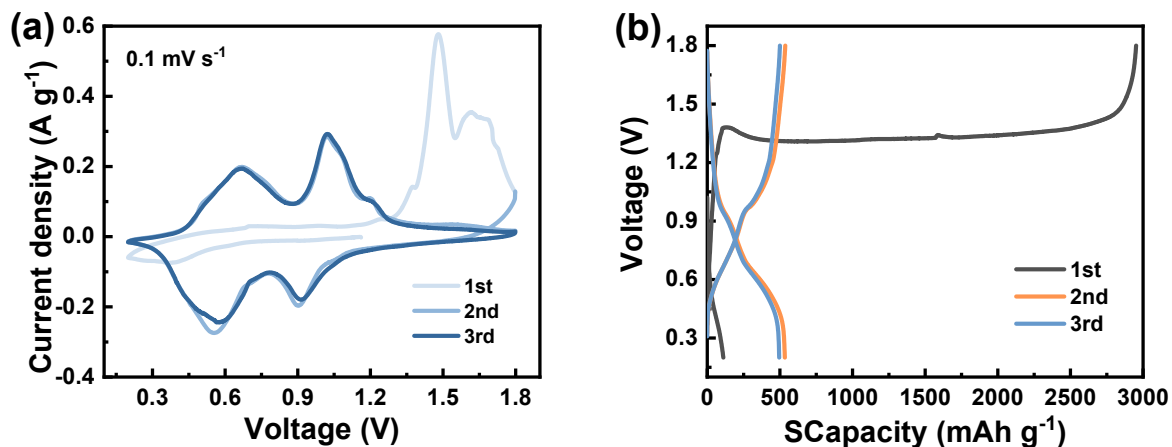 (a)
0.1 mV s⁻¹
0.6
0.4
0.2
0.0
-0.2
-0.4
Current density (A g⁻¹)
1st
2nd
3rd
0.3 0.6 0.9 1.2 1.5 1.8
Voltage (V)
(b)
1.8
1.5
1.2
0.9
0.6
0.3
Voltage (V)
1st
2nd
3rd
0 500 1000 1500 2000 2500 3000
SCapacity (mAh g⁻¹)